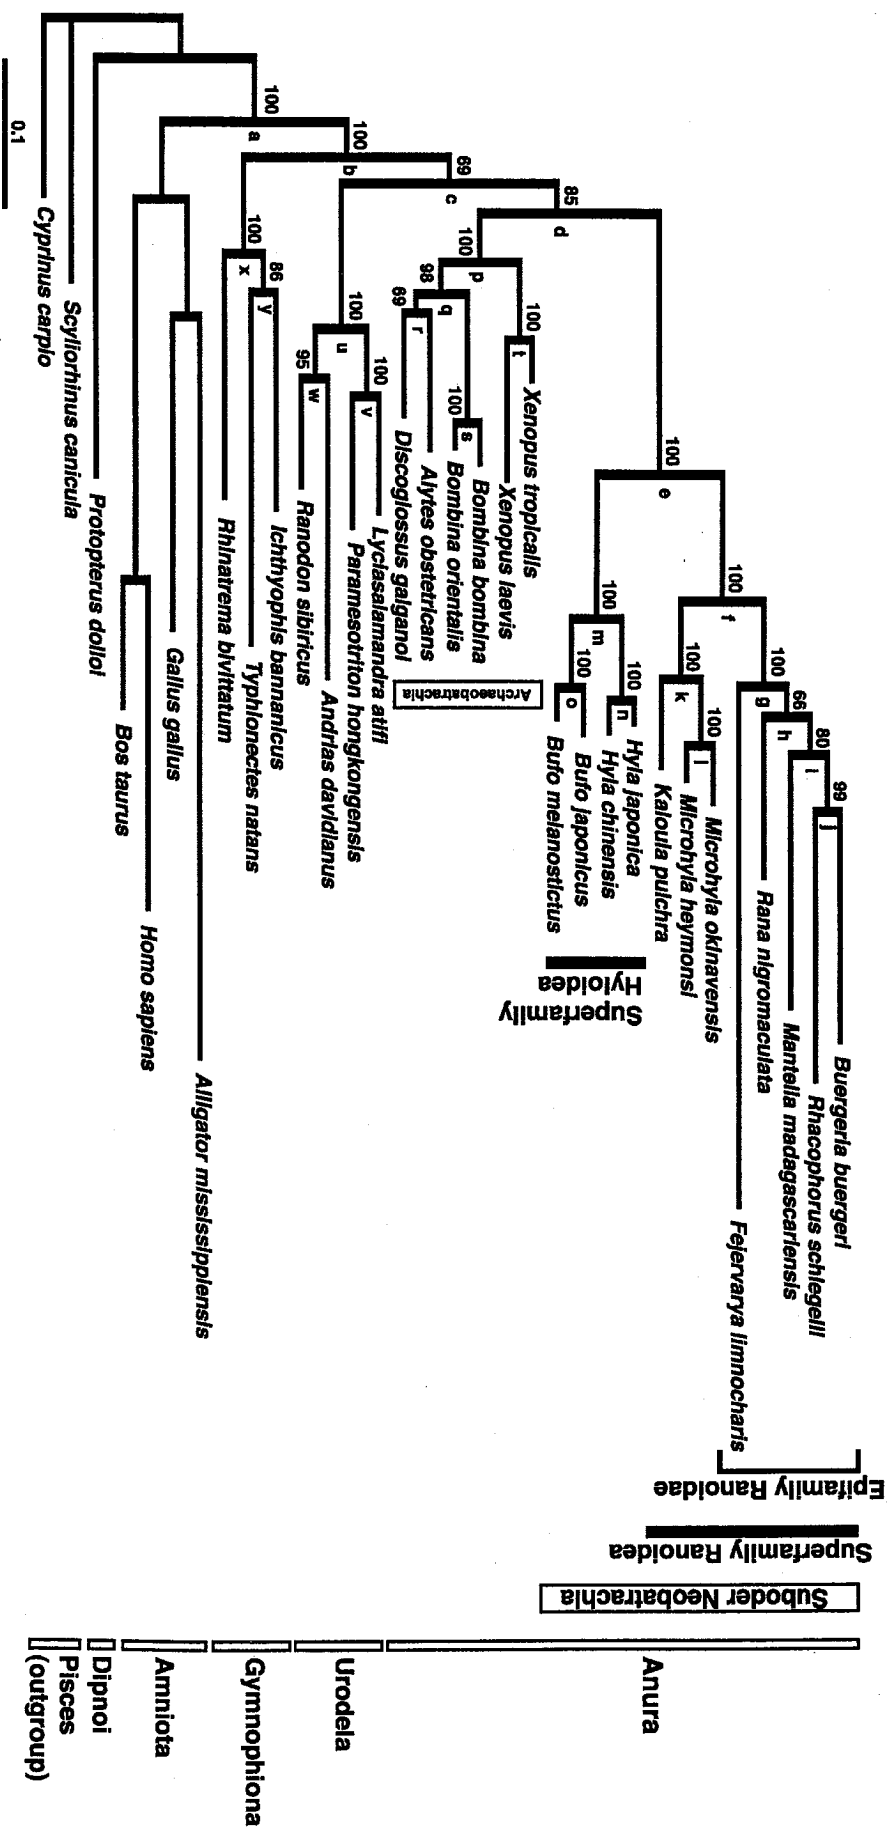 Buergeria buergeri
Rhacophorus schlegelii
Mantella madagascariensis
Rana nigromaculata
Fejervarya limnocharis
Microhyla okinavensis
Microhyla heymonsi
Kaloula pulchra
Hyla japonica
Hyla chinensis
Bufo japonicus
Bufo melanostictus
Xenopus tropicalis
Xenopus laevis
Bombina bombina
Bombina orientalis
Alytes obstetricans
Discoglossus galganoi
Lyciasalamandra atifi
Paramesotriton hongkongensis
Andrias davidianus
Ranodon sibiricus
Ichthyophis bannanicus
Typhlonectes natans
Rhinatrema bivittatum
Alligator mississippiensis
Gallus gallus
Homo sapiens
Bos taurus
Protopterus dolloi
Scyliorhinus canicula
Cyprinus carpio
99
j
80
i
66
h
100
g
100
f
100
l
100
k
100
e
100
n
100
m
100
o
85
d
100
t
100
p
100
s
98
q
69
r
69
c
100
v
100
u
95
w
100
b
86
y
100
x
100
a
0.1
Epifamily Ranoidae
Superfamily Ranoidea
Superfamily
Hyloidea
Suboder Neobatrachia
Archaeobatrachia
Anura
Urodela
Gymnophiona
Amniota
Dipnoi
Pisces
(outgroup)